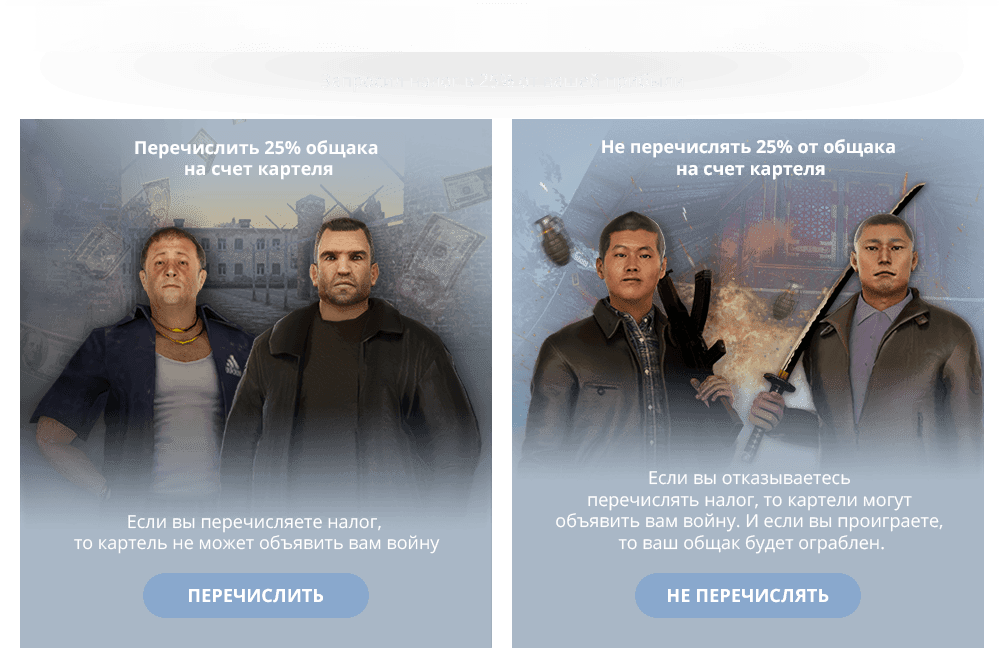 Перечислить 25% общака
на счет картеля
Если вы перечисляете налог,
то картель не может объявить вам войну
ПЕРЕЧИСЛИТЬ
Не перечислять 25% от общака
на счет картеля
Если вы отказываетесь
перечислять налог, то картели могут
объявить вам войну. И если вы проиграете,
то ваш общак будет ограблен.
НЕ ПЕРЕЧИСЛЯТЬ